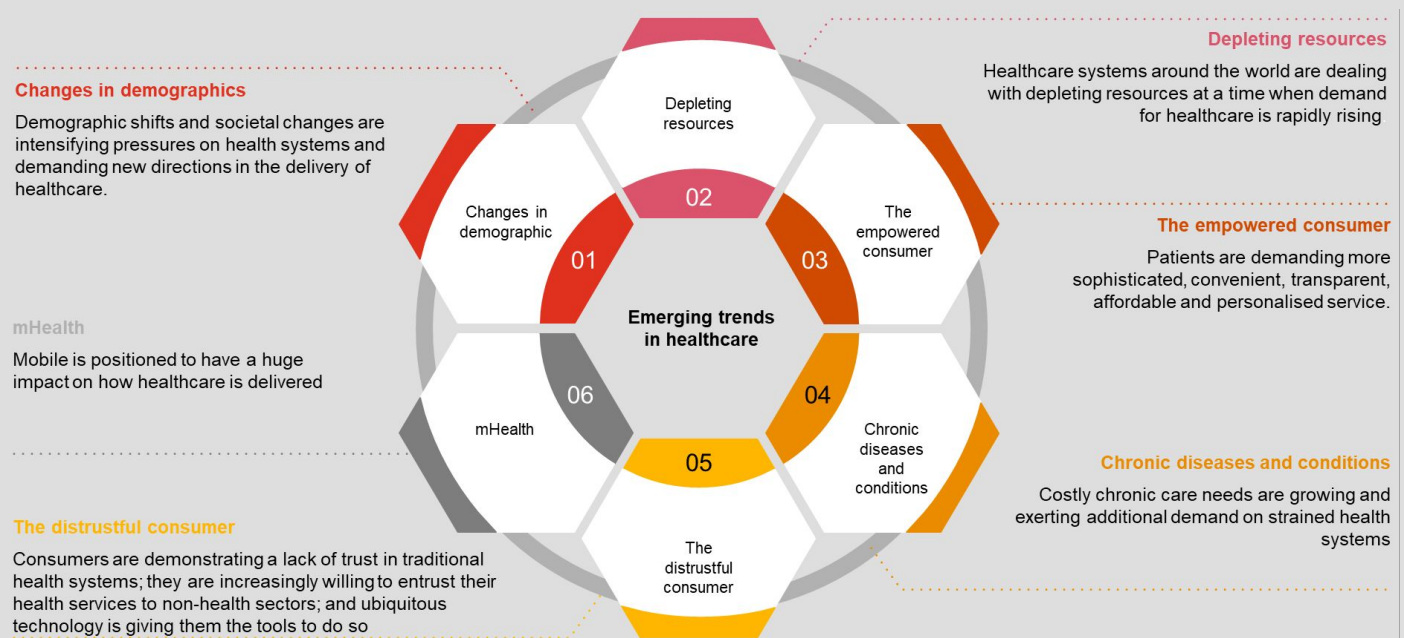 Changes in demographics
Demographic shifts and societal changes are
intensifying pressures on health systems and
demanding new directions in the delivery of
healthcare.
mHealth
Mobile is positioned to have a huge
impact on how healthcare is delivered
The distrustful consumer
Consumers are demonstrating a lack of trust in traditional
health systems; they are increasingly willing to entrust their
health services to non-health sectors; and ubiquitous
technology is giving them the tools to do so
Emerging trends
in healthcare
Changes in
demographic
01
Depleting
resources
02
The
empowered
consumer
03
Chronic
diseases
and
conditions
04
The
distrustful
consumer
05
mHealth
06
Depleting resources
Healthcare systems around the world are dealing
with depleting resources at a time when demand
for healthcare is rapidly rising
The empowered consumer
Patients are demanding more
sophisticated, convenient, transparent,
affordable and personalised service.
Chronic diseases and conditions
Costly chronic care needs are growing and
exerting additional demand on strained health
systems